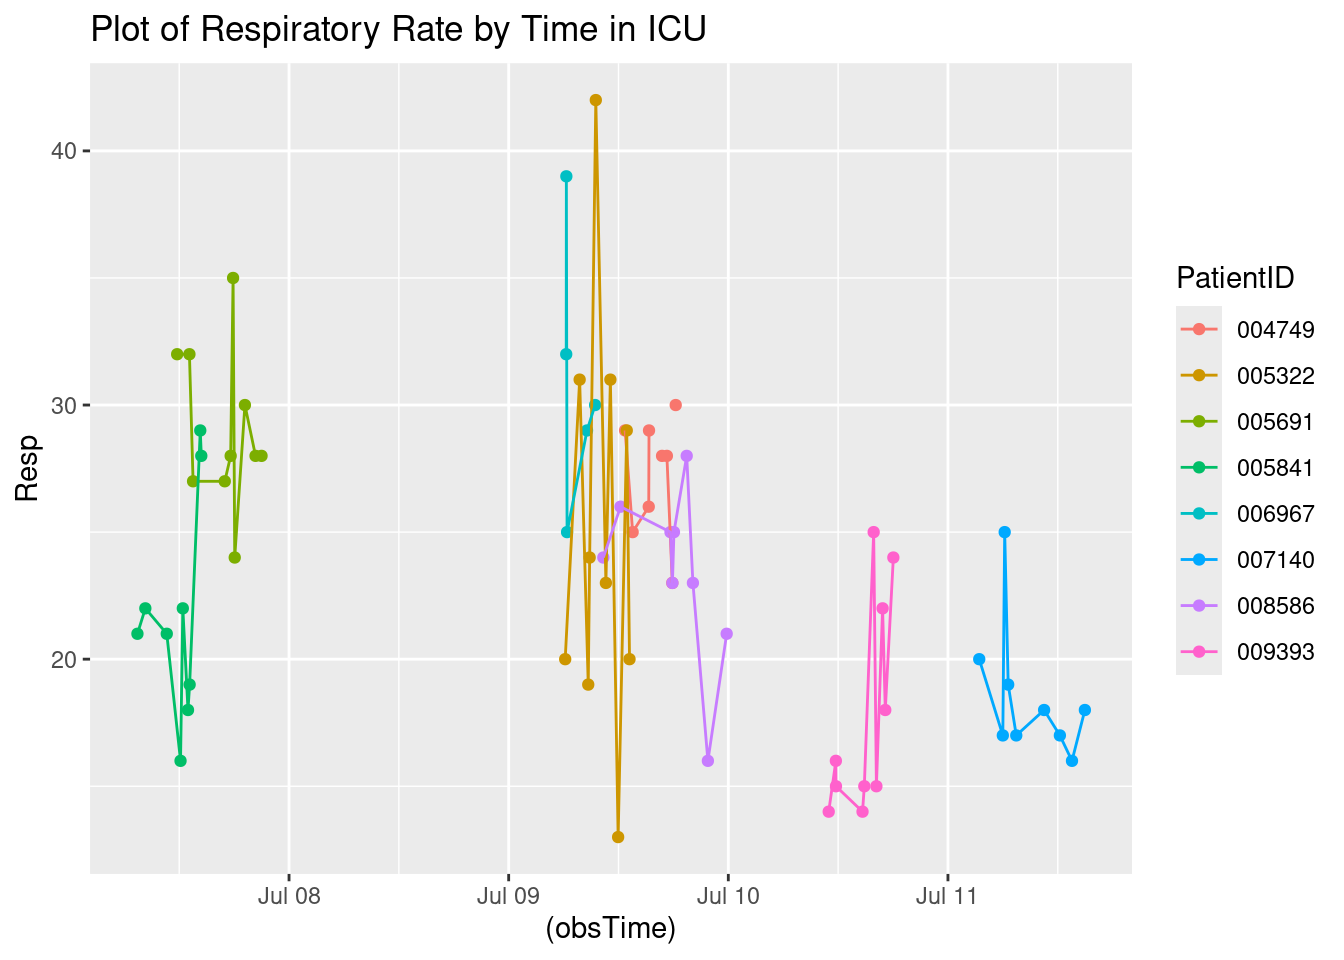 Plot of Respiratory Rate by Time in ICU
40
30
20
Resp
Jul 08
Jul 09
Jul 10
Jul 11
(obsTime)
PatientID
004749
005322
005691
005841
006967
007140
008586
009393